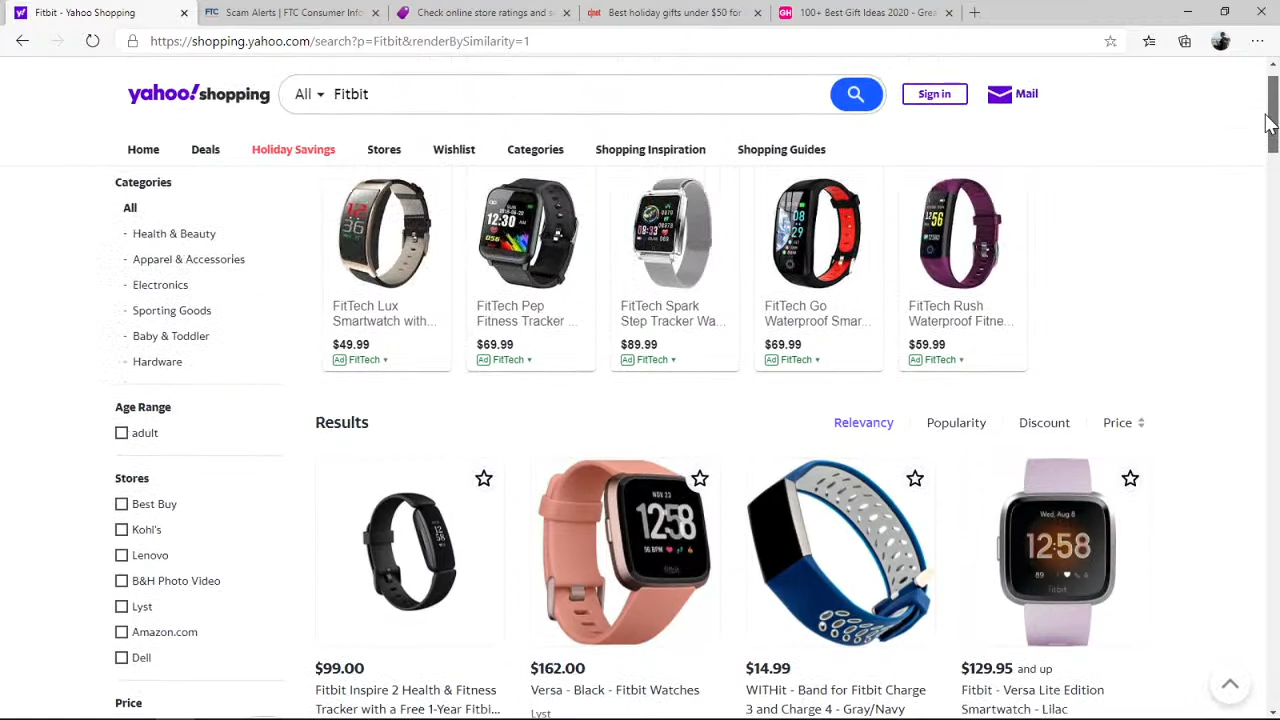 Fitbit - Yahoo Shopping
Scam Alerts | FTC Consumer Inf
Check online store ratings and s
Best holiday gifts under $50 for
100+ Best Gift Ideas 2020 - Grea
https://shopping.yahoo.com/search?p=Fitbit&renderBySimilarity=1
yahoo!shopping
All
Fitbit
Sign in
Mail
Home
Deals
Holiday Savings
Stores
Wishlist
Categories
Shopping Inspiration
Shopping Guides
Categories
All
- Health & Beauty
- Apparel & Accessories
- Electronics
- Sporting Goods
- Baby & Toddler
- Hardware
Age Range
adult
Stores
Best Buy
Kohl's
Lenovo
B&H Photo Video
Lyst
Amazon.com
Dell
Price
FitTech Lux
Smartwatch with...
$49.99
Ad FitTech
FitTech Pep
Fitness Tracker ...
$69.99
Ad FitTech
FitTech Spark
Step Tracker Wa...
$89.99
Ad FitTech
FitTech Go
Waterproof Smar...
$69.99
Ad FitTech
FitTech Rush
Waterproof Fitne...
$59.99
Ad FitTech
Results
Relevancy
Popularity
Discount
Price
12:58
Wed, Aug 8
12:58
fitbit
$99.00
Fitbit Inspire 2 Health & Fitness
Tracker with a Free 1-Year Fitbi...
$162.00
Versa - Black - Fitbit Watches
Lyst
$14.99
WITHit - Band for Fitbit Charge
3 and Charge 4 - Gray/Navy
$129.95 and up
Fitbit - Versa Lite Edition
Smartwatch - Lilac